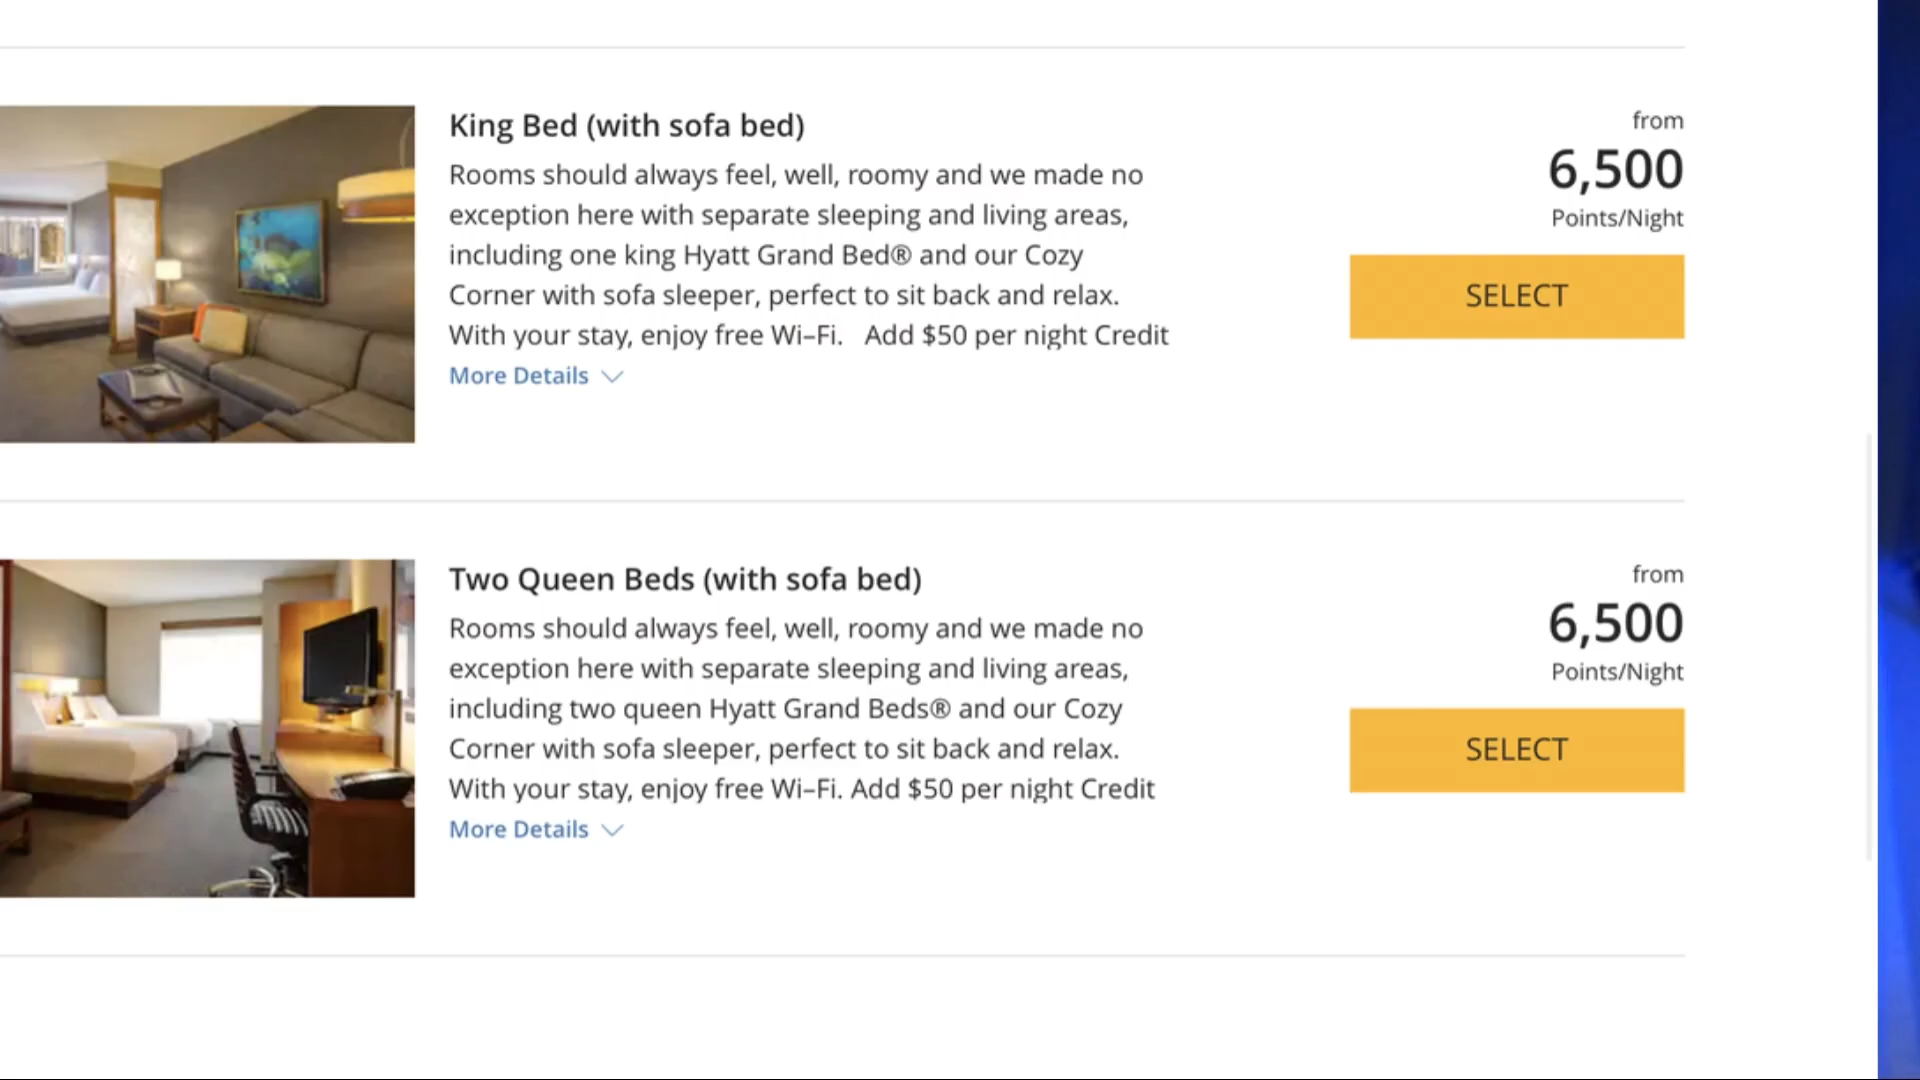 King Bed (with sofa bed)
Rooms should always feel, well, roomy and we made no
exception here with separate sleeping and living areas,
including one king Hyatt Grand Bed® and our Cozy
Corner with sofa sleeper, perfect to sit back and relax.
With your stay, enjoy free Wi-Fi.   Add $50 per night Credit
More Details
from
6,500
Points/Night
SELECT
Two Queen Beds (with sofa bed)
Rooms should always feel, well, roomy and we made no
exception here with separate sleeping and living areas,
including two queen Hyatt Grand Beds® and our Cozy
Corner with sofa sleeper, perfect to sit back and relax.
With your stay, enjoy free Wi-Fi. Add $50 per night Credit
More Details
from
6,500
Points/Night
SELECT